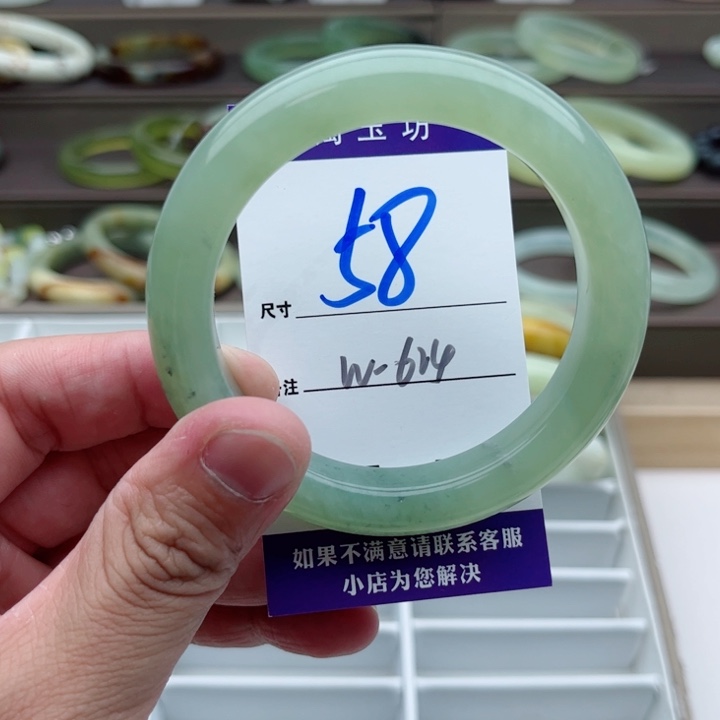 玉坊
尺寸 58
注 W-614
如果不满意请联系客服
小店为您解决